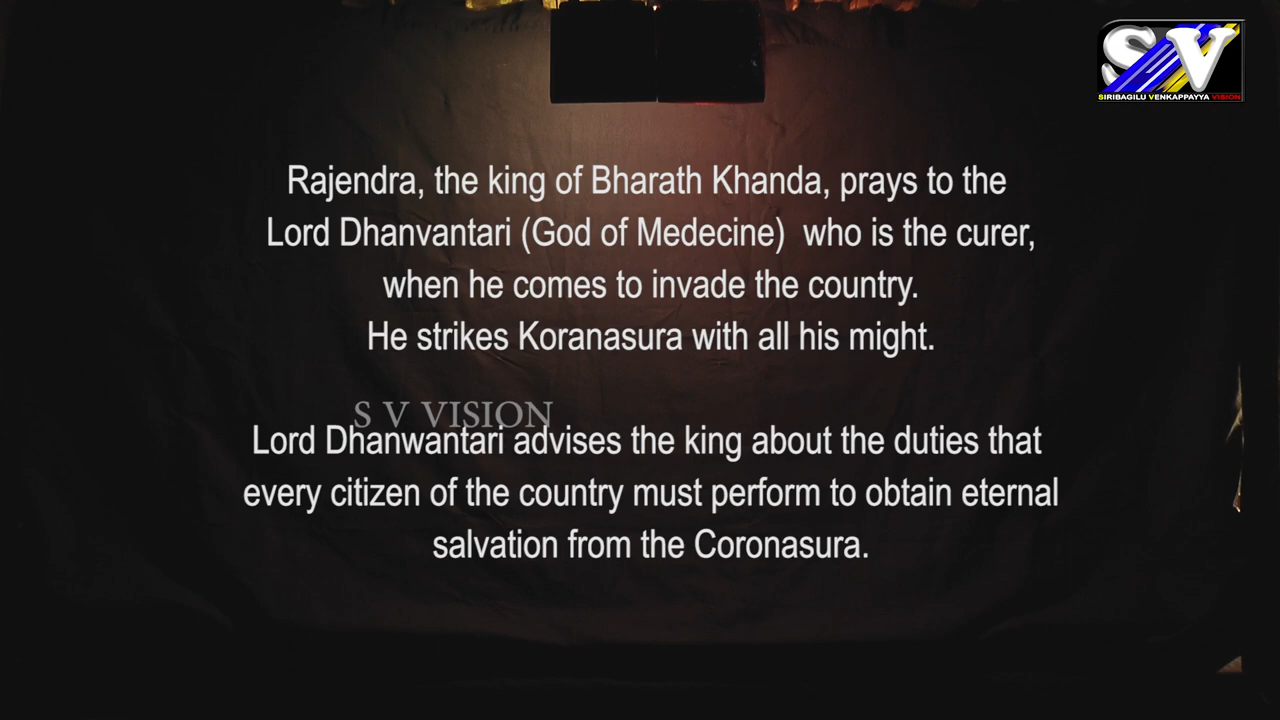 SV
SIRIBAGILU VENKAPPAYYA VISION
Rajendra, the king of Bharath Khanda, prays to the
Lord Dhanvantari (God of Medecine)  who is the curer,
when he comes to invade the country.
He strikes Koranasura with all his might.
S V VISION
Lord Dhanwantari advises the king about the duties that
every citizen of the country must perform to obtain eternal
salvation from the Coronasura.